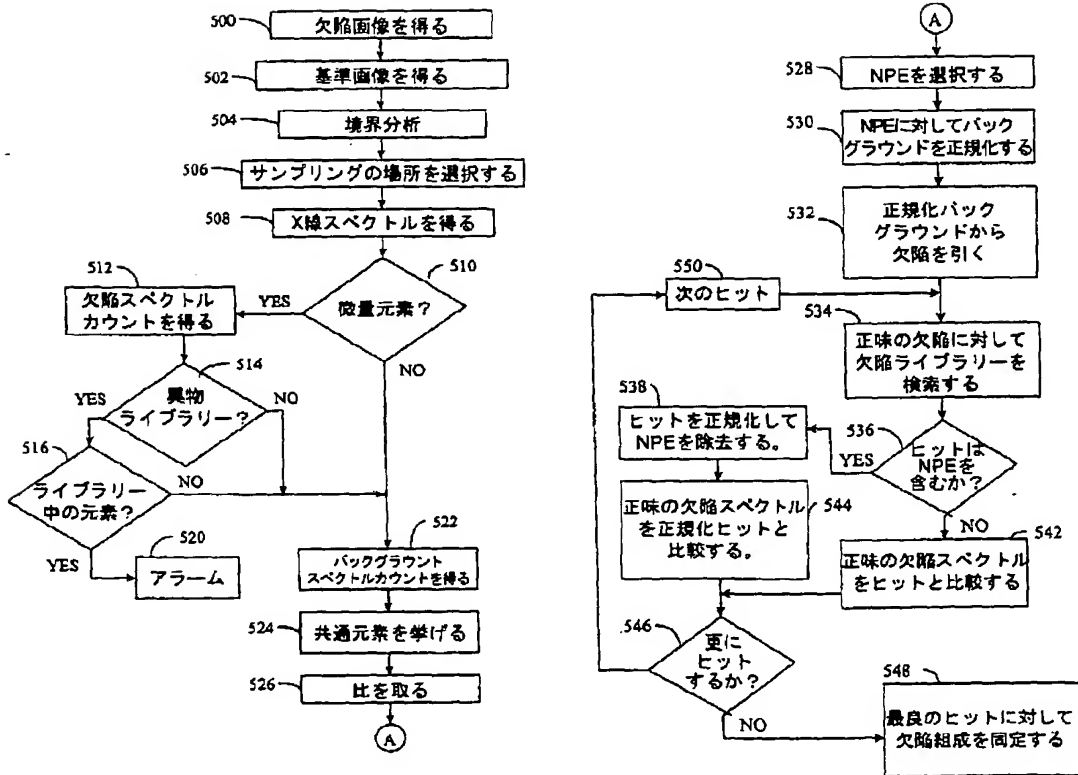 500
欠陥画像を得る
502
基準画像を得る
504
境界分析
506
サンプリングの場所を選択する
508
X線スペクトルを得る
510
微量元素?
YES
NO
512
欠陥スペクトル
カウントを得る
514
異物
ライブラリー?
YES
NO
516
ライブラリー
中の元素?
NO
YES
520
アラーム
522
バックグラウント
スペクトルカウントを得る
524
共通元素を挙げる
526
比を取る
A
A
528
NPEを選択する
530
NPEに対してバック
グラウンドを正規化する
532
正規化バック
グラウンドから
欠陥を引く
550
次のヒット
534
正味の欠陥に対して
欠陥ライブラリーを
検索する
536
ヒットは
NPEを
含むか?
YES
NO
538
ヒットを正規化して
NPEを除去する。
544
正味の欠陥スペクトル
を正規化ヒットと
比較する。
542
正味の欠陥スペクトル
をヒットと比較する
546
更に
ヒット
するか?
NO
548
最良のヒットに対して
欠陥組成を同定する